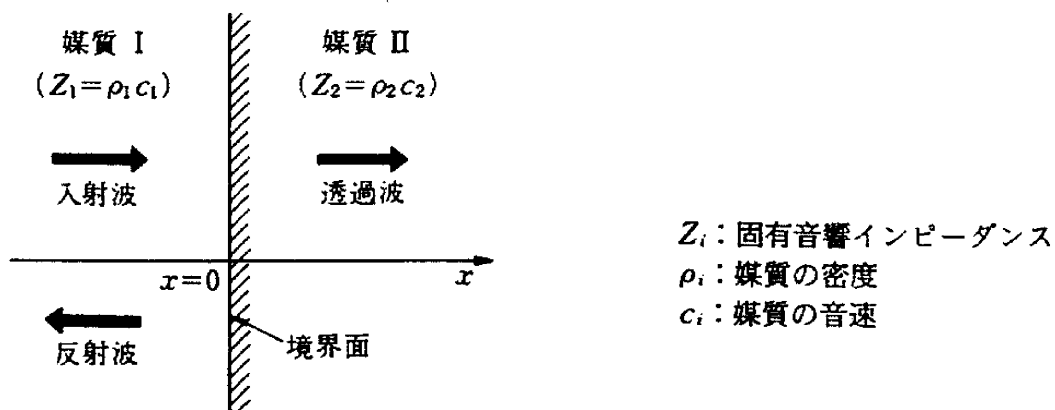 媒質 I
(Z₁=ρ₁c₁)
媒質 II
(Z₂=ρ₂c₂)
入射波
透過波
x=0
x
反射波
境界面
Zᵢ：固有音響インピーダンス
ρᵢ：媒質の密度
cᵢ：媒質の音速